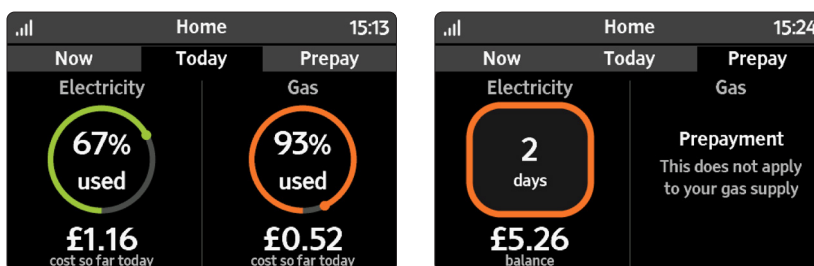 Home 15:13
Now Today Prepay
Electricity Gas
67% 93%
used used
£1.16 £0.52
cost so far today cost so far today
Home 15:24
Now Today Prepay
Electricity Gas
2
days
Prepayment
This does not apply
to your gas supply
£5.26
balance